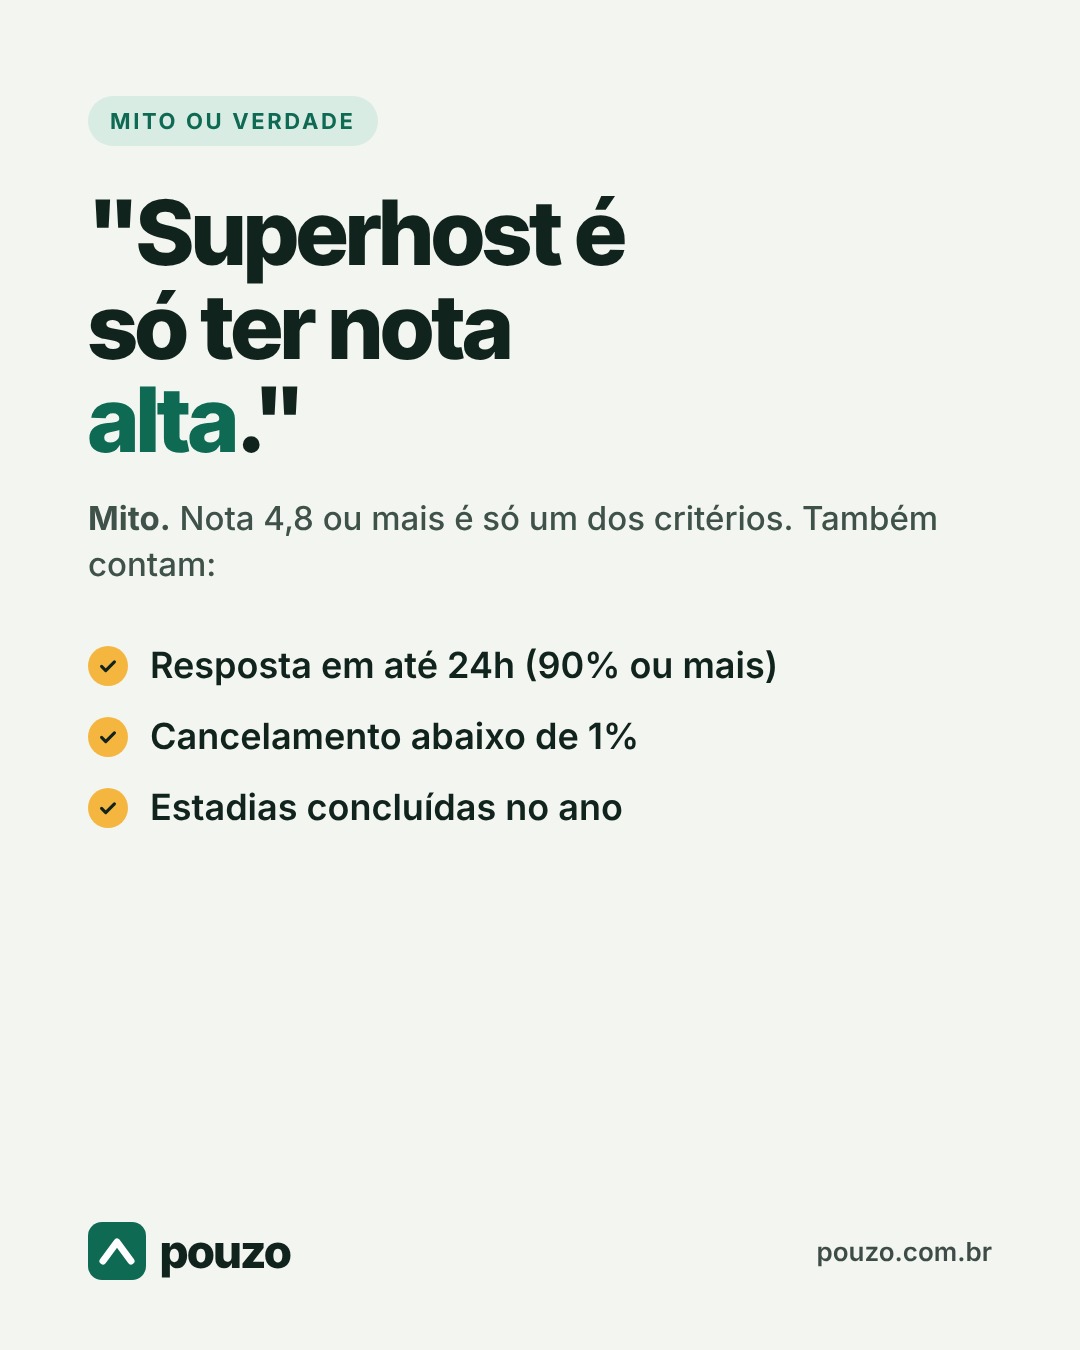 MITO OU VERDADE
"Superhost é
só ter nota
alta."
Mito. Nota 4,8 ou mais é só um dos critérios. Também
contam:
Resposta em até 24h (90% ou mais)
Cancelamento abaixo de 1%
Estadias concluídas no ano
pouzo
pouzo.com.br